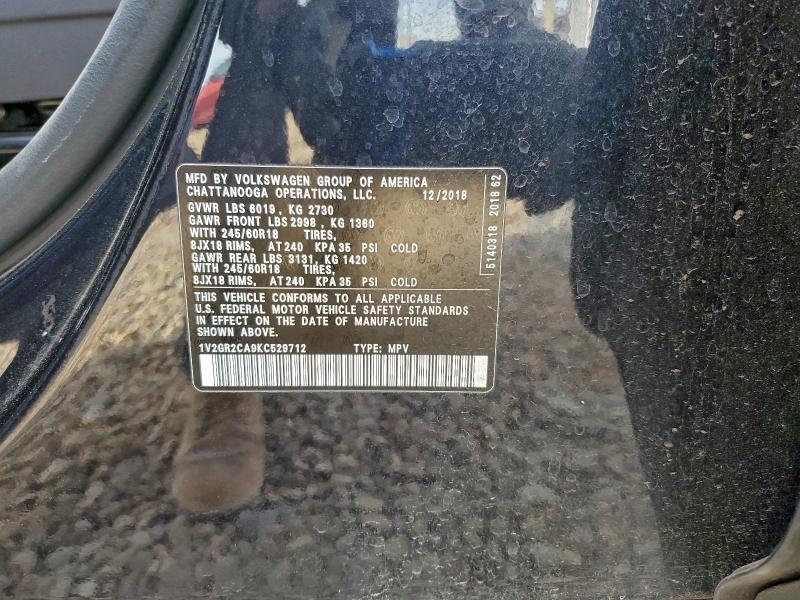 MFD BY VOLKSWAGEN GROUP OF AMERICA
CHATTANOOGA OPERATIONS, LLC. 12/2018
GVWR LBS 6019 , KG 2730
GAWR FRONT LBS 2998 , KG 1360
WITH 245/60R18 TIRES,
8JX18 RIMS, AT 240 KPA 35 PSI COLD
GAWR REAR LBS 3131, KG 1420
WITH 245/60R18 TIRES,
8JX18 RIMS, AT 240 KPA 35 PSI COLD
THIS VEHICLE CONFORMS TO ALL APPLICABLE
U.S. FEDERAL MOTOR VEHICLE SAFETY STANDARDS
IN EFFECT ON THE DATE OF MANUFACTURE
SHOWN ABOVE.
1V2GR2CA9KC529712 TYPE: MPV
5140318 2018 62